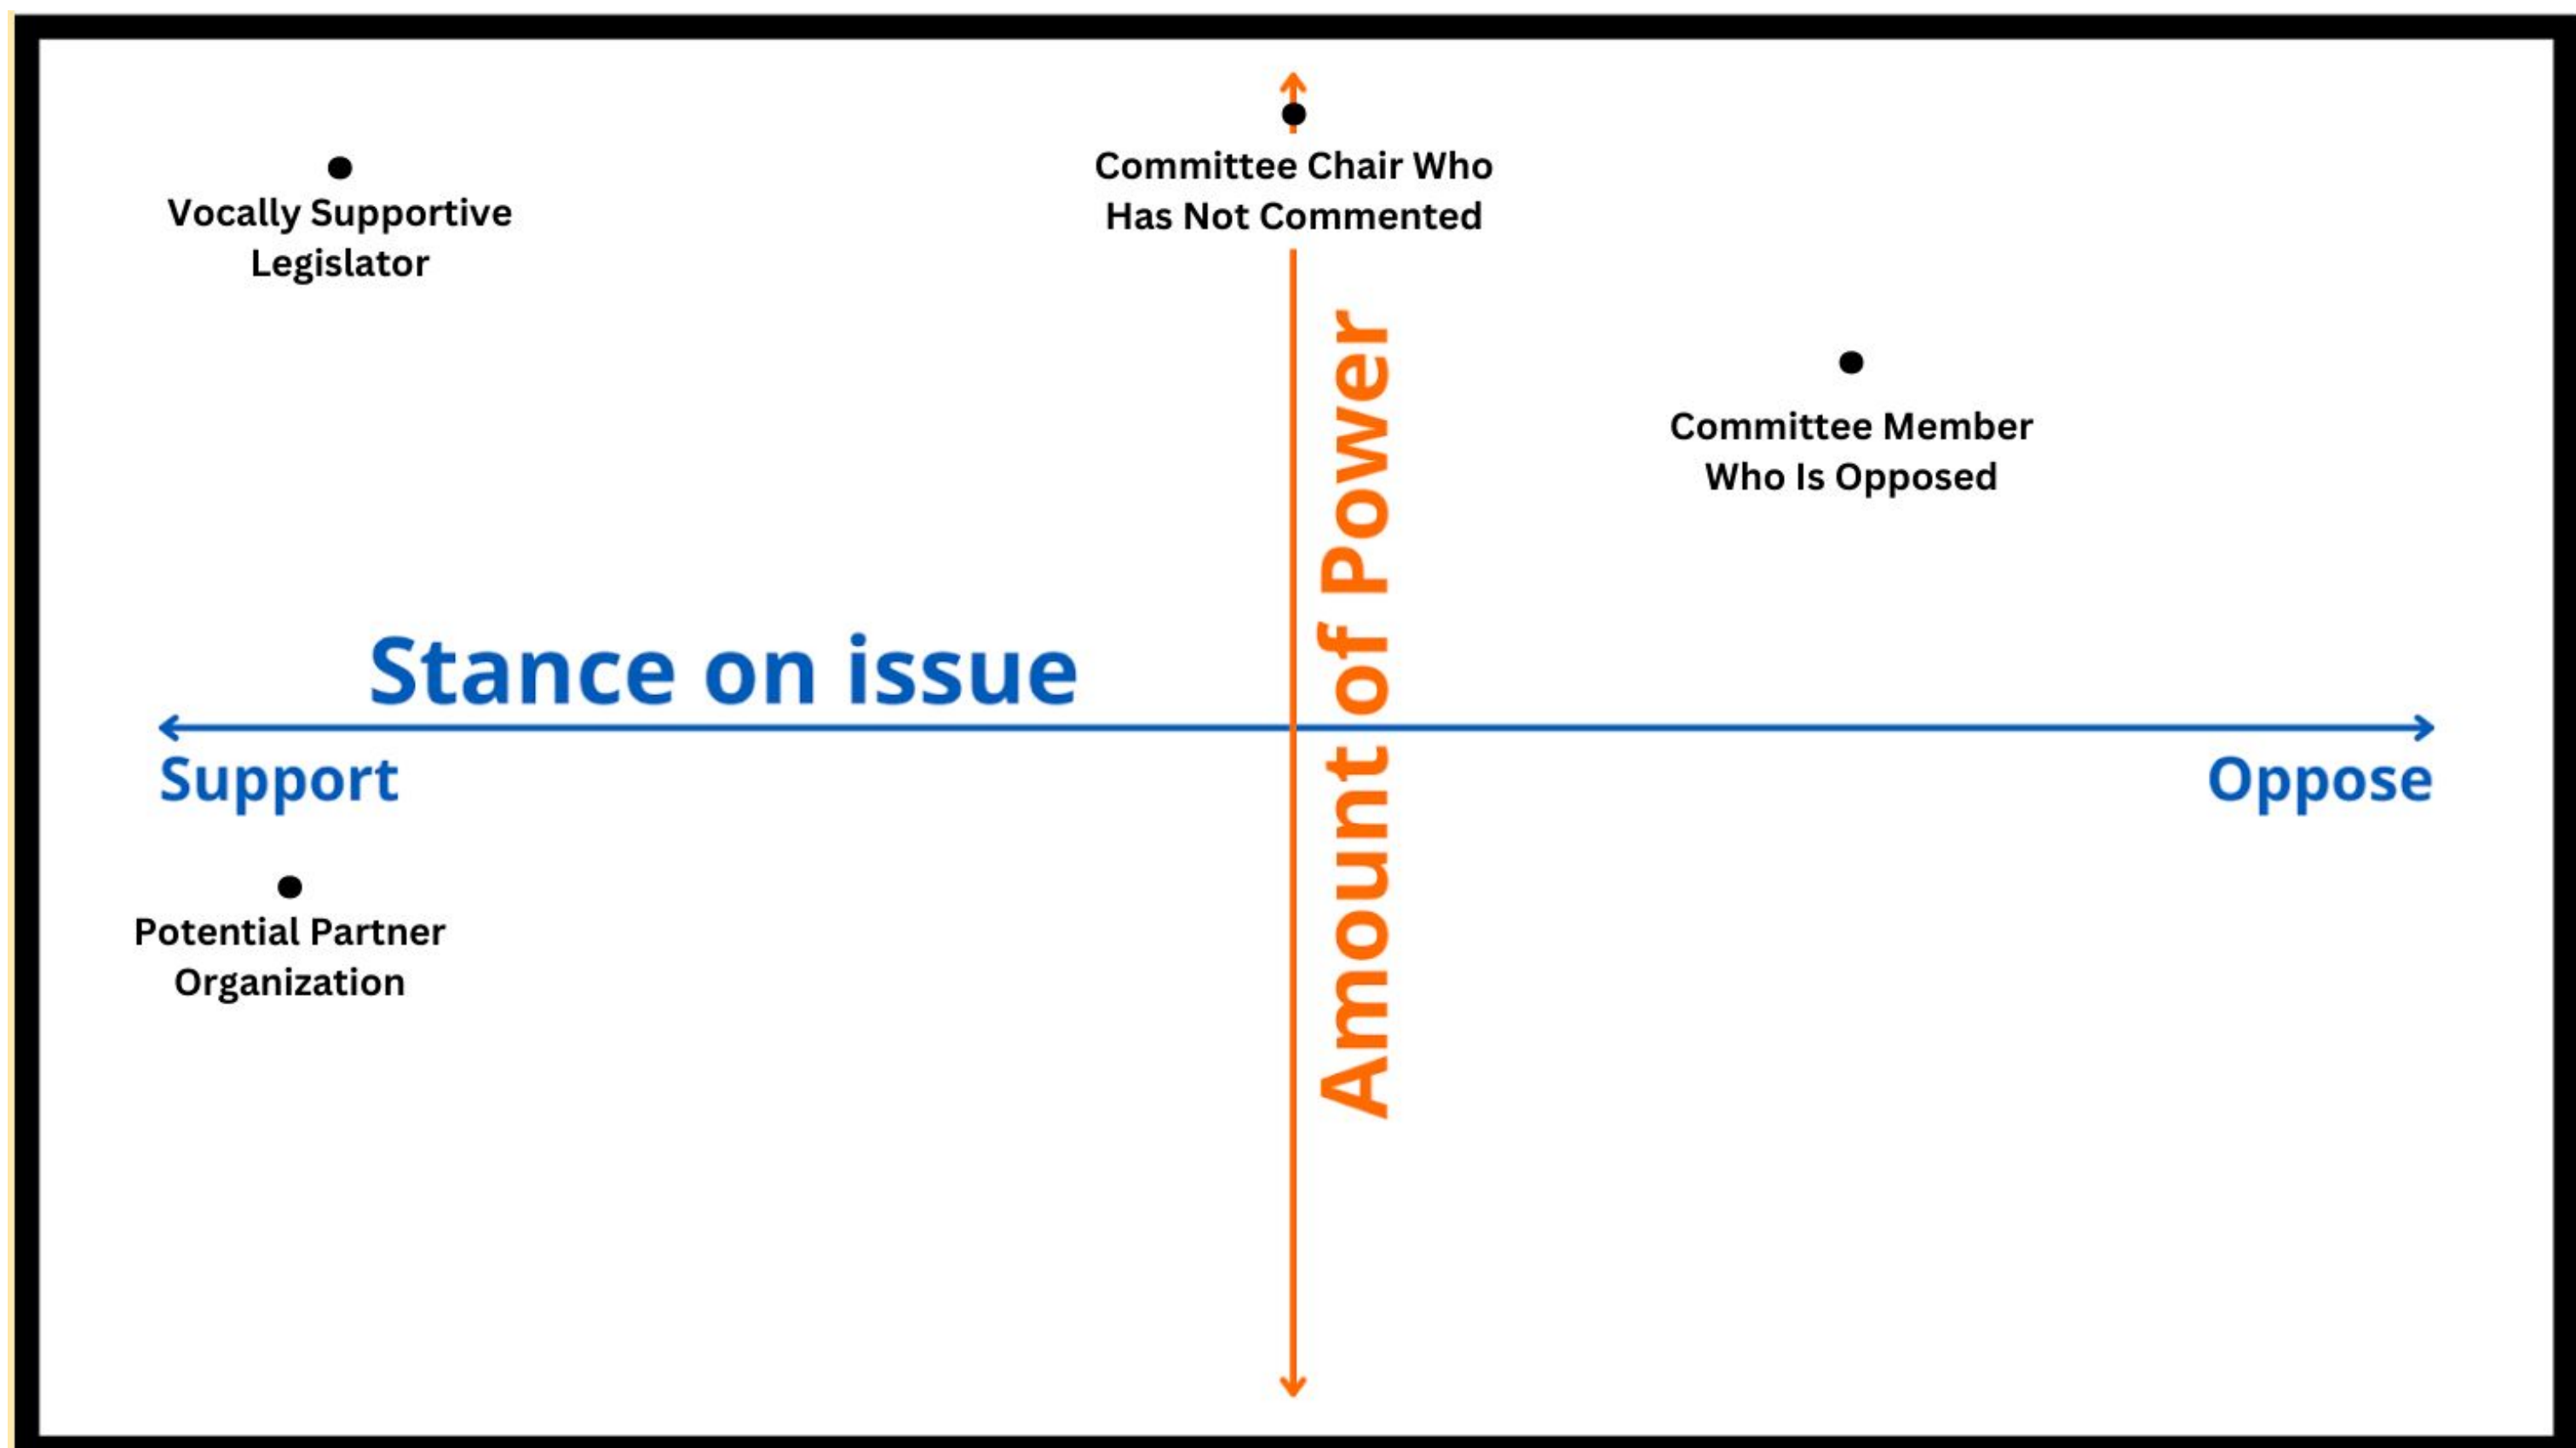 Vocally Supportive
Legislator
Committee Chair Who
Has Not Commented
Committee Member
Who Is Opposed
Amount of Power
Stance on issue
Support
Oppose
Potential Partner
Organization